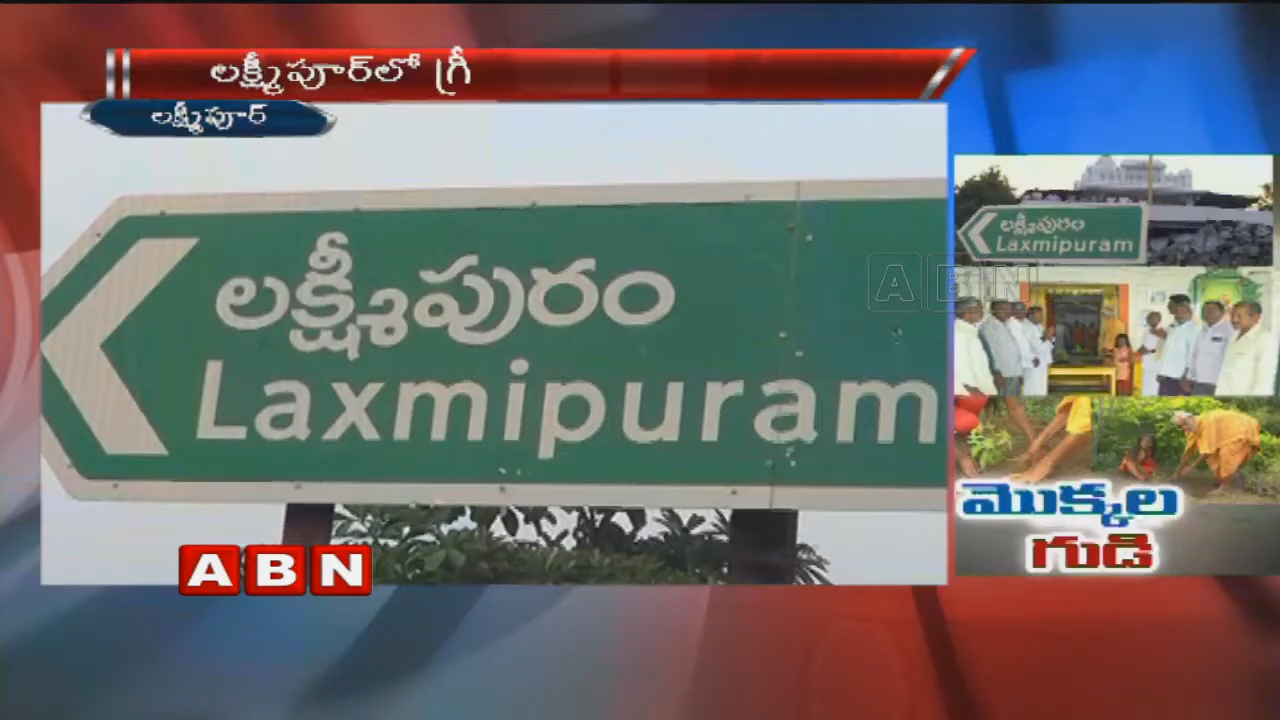 లక్ష్మీపూర్‌లో గ్రీ
లక్ష్మీపూర్
లక్ష్మీపురం
Laxmipuram
ABN
లక్ష్మీపురం
Laxmipuram
ABN
మొక్కల
గుడి